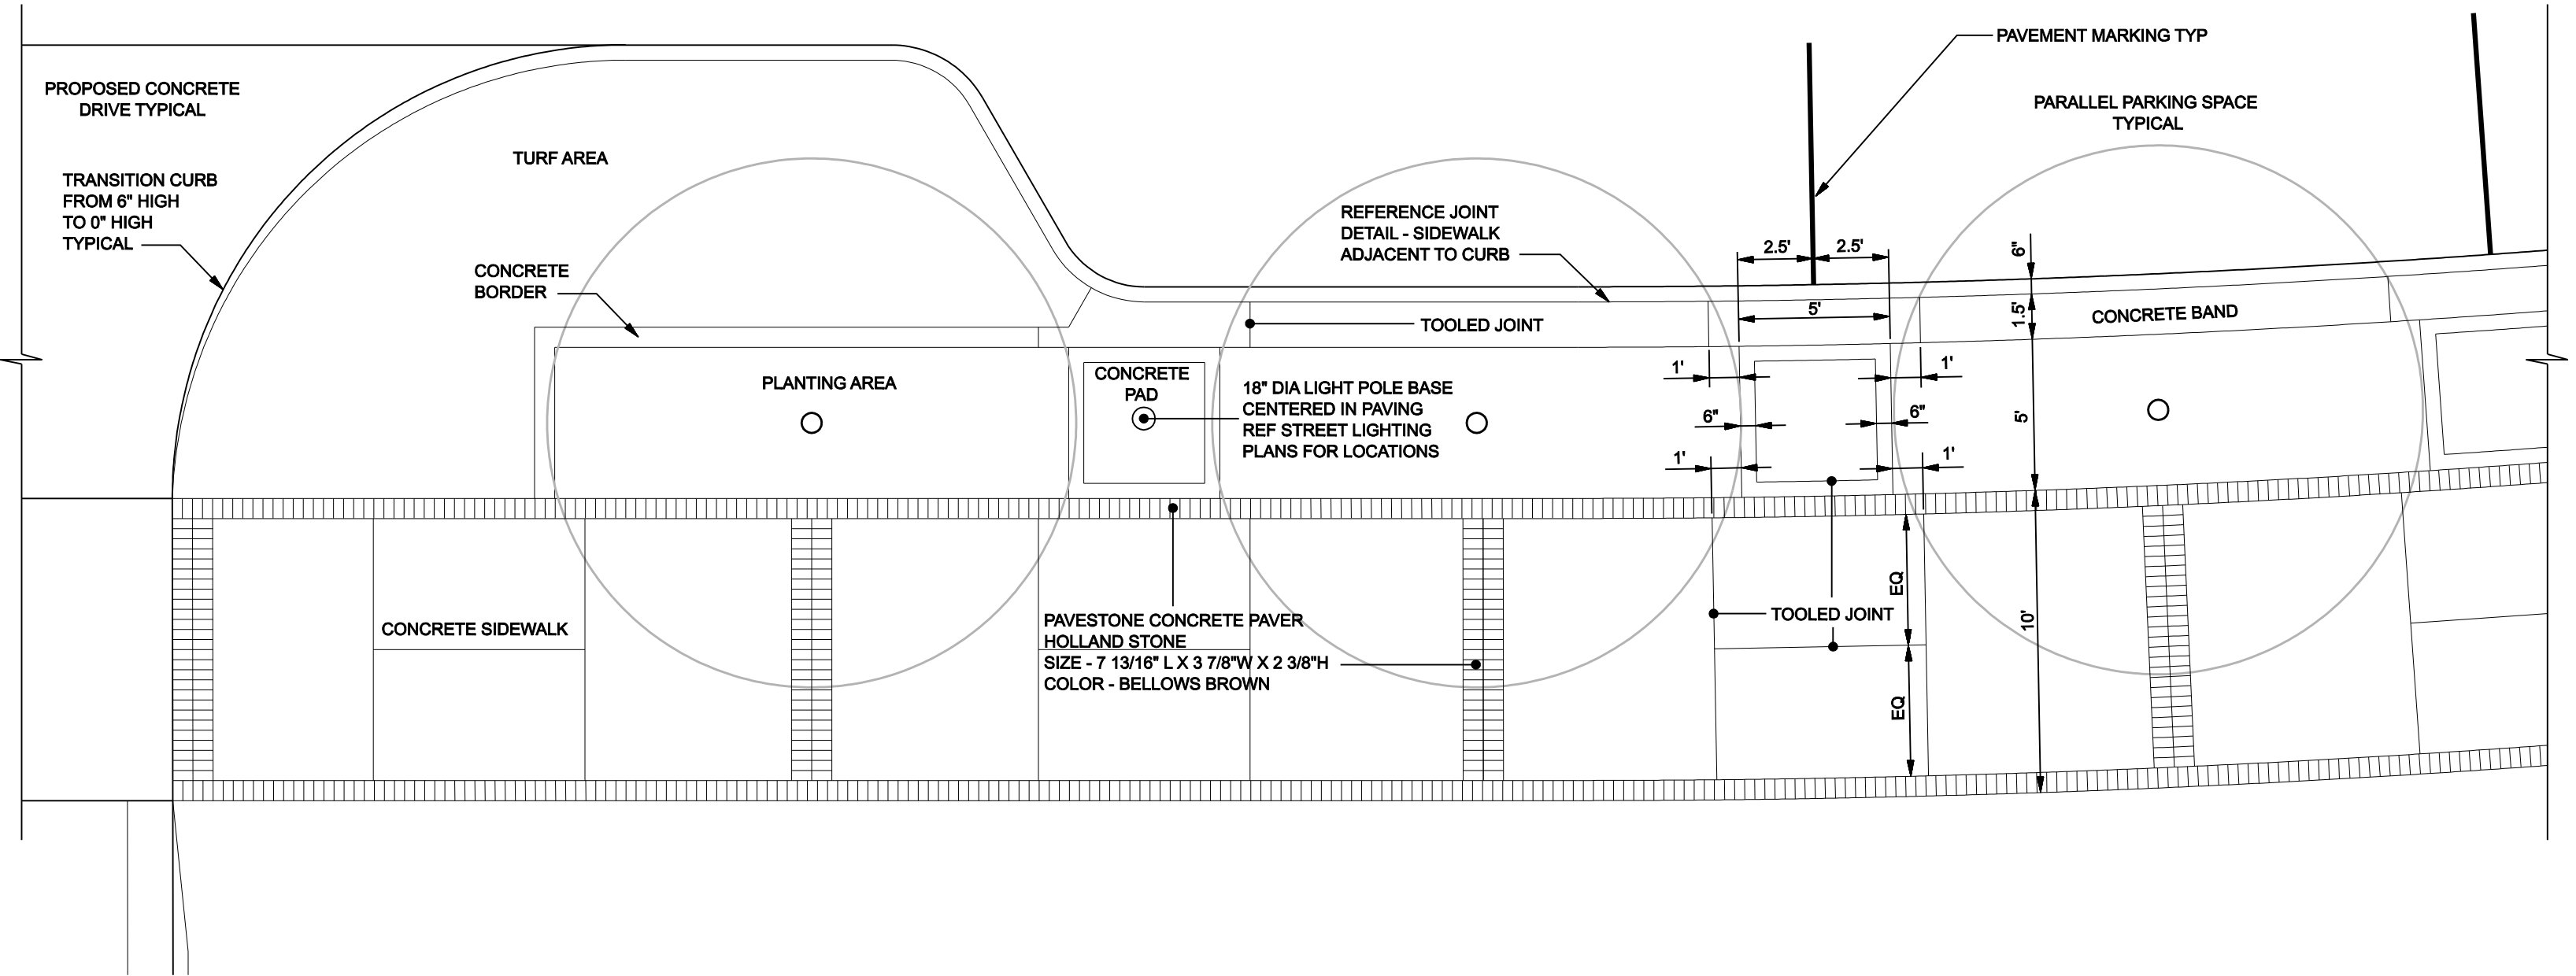 PROPOSED CONCRETE
DRIVE TYPICAL
TRANSITION CURB
FROM 6" HIGH
TO 0" HIGH
TYPICAL
TURF AREA
CONCRETE
BORDER
PLANTING AREA
CONCRETE
PAD
18" DIA LIGHT POLE BASE
CENTERED IN PAVING
REF STREET LIGHTING
PLANS FOR LOCATIONS
REFERENCE JOINT
DETAIL - SIDEWALK
ADJACENT TO CURB
TOOLED JOINT
PAVEMENT MARKING TYP
PARALLEL PARKING SPACE
TYPICAL
2.5'
2.5'
5'
6"
1.5'
CONCRETE BAND
1'
1'
6"
6"
1'
1'
5'
CONCRETE SIDEWALK
PAVESTONE CONCRETE PAVER
HOLLAND STONE
SIZE - 7 13/16" L X 3 7/8"W X 2 3/8"H
COLOR - BELLOWS BROWN
TOOLED JOINT
EQ
EQ
10'